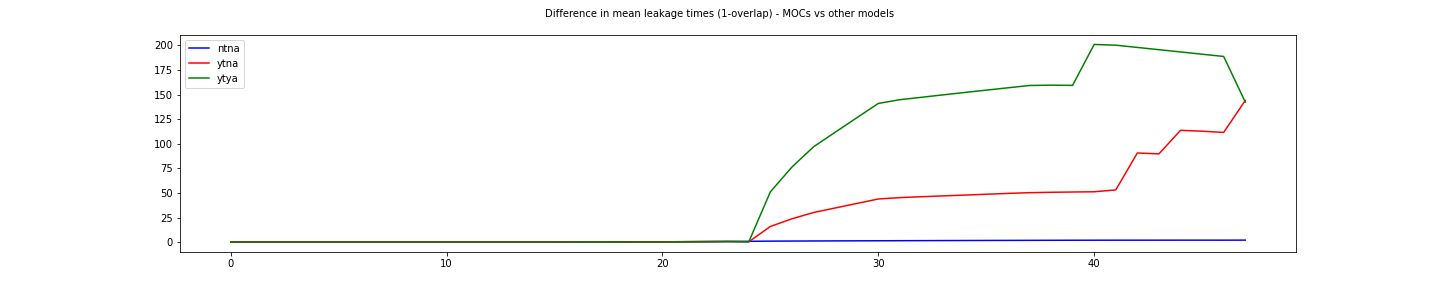 Difference in mean leakage times (1-overlap) - MOCs vs other models
ntna
ytna
ytya
200
175
150
125
100
75
50
25
0
0 10 20 30 40